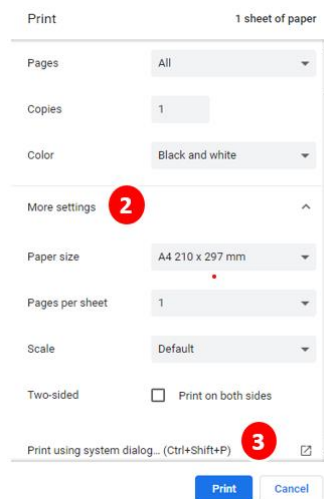 Print 1 sheet of paper
Pages All
Copies 1
Color Black and white
More settings 2
Paper size A4 210 x 297 mm
Pages per sheet 1
Scale Default
Two-sided Print on both sides
Print using system dialog... (Ctrl+Shift+P) 3
Print Cancel